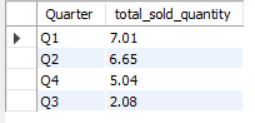 Quarter total_sold_quantity
Q1 7.01
Q2 6.65
Q4 5.04
Q3 2.08